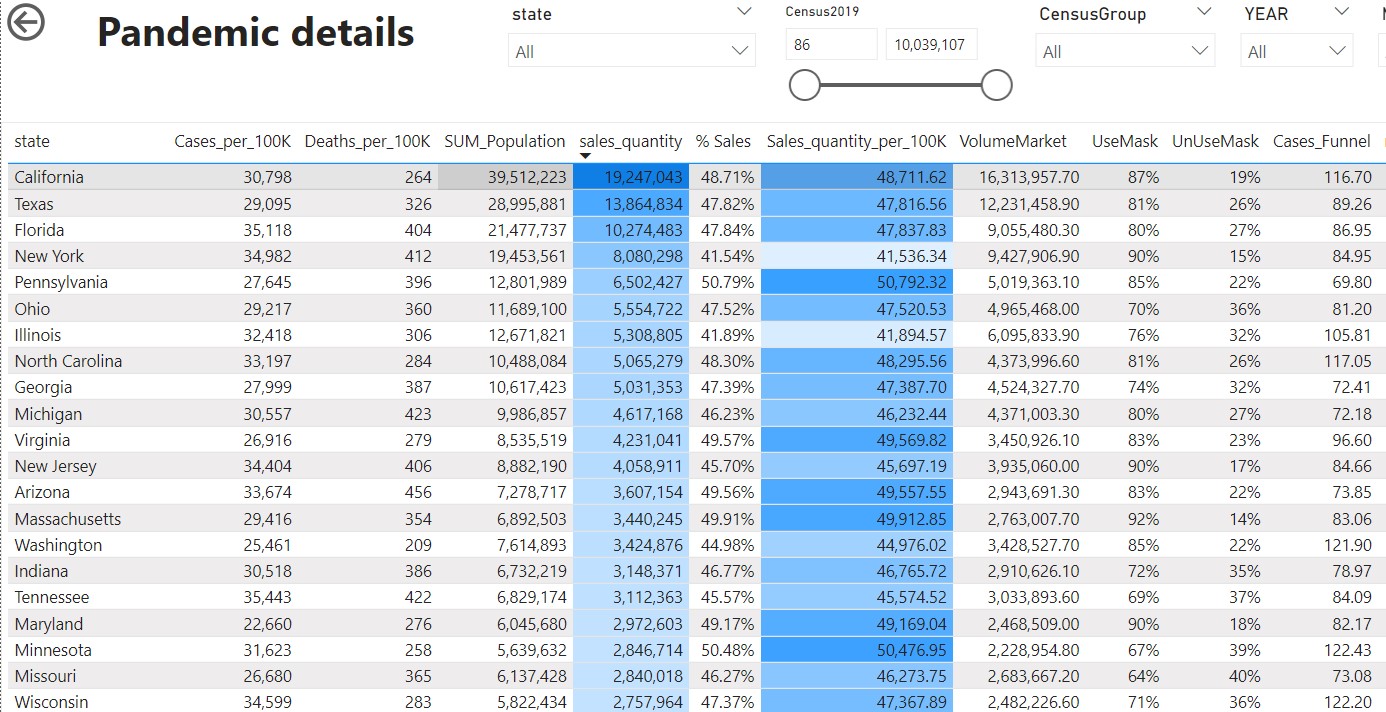 Pandemic details
state
All
Census2019
86 10,039,107
CensusGroup
All
YEAR
All
state Cases_per_100K Deaths_per_100K SUM_Population sales_quantity % Sales Sales_quantity_per_100K VolumeMarket UseMask UnUseMask Cases_Funnel
California 30,798 264 39,512,223 19,247,043 48.71% 48,711.62 16,313,957.70 87% 19% 116.70
Texas 29,095 326 28,995,881 13,864,834 47.82% 47,816.56 12,231,458.90 81% 26% 89.26
Florida 35,118 404 21,477,737 10,274,483 47.84% 47,837.83 9,055,480.30 80% 27% 86.95
New York 34,982 412 19,453,561 8,080,298 41.54% 41,536.34 9,427,906.90 90% 15% 84.95
Pennsylvania 27,645 396 12,801,989 6,502,427 50.79% 50,792.32 5,019,363.10 85% 22% 69.80
Ohio 29,217 360 11,689,100 5,554,722 47.52% 47,520.53 4,965,468.00 70% 36% 81.20
Illinois 32,418 306 12,671,821 5,308,805 41.89% 41,894.57 6,095,833.90 76% 32% 105.81
North Carolina 33,197 284 10,488,084 5,065,279 48.30% 48,295.56 4,373,996.60 81% 26% 117.05
Georgia 27,999 387 10,617,423 5,031,353 47.39% 47,387.70 4,524,327.70 74% 32% 72.41
Michigan 30,557 423 9,986,857 4,617,168 46.23% 46,232.44 4,371,003.30 80% 27% 72.18
Virginia 26,916 279 8,535,519 4,231,041 49.57% 49,569.82 3,450,926.10 83% 23% 96.60
New Jersey 34,404 406 8,882,190 4,058,911 45.70% 45,697.19 3,935,060.00 90% 17% 84.66
Arizona 33,674 456 7,278,717 3,607,154 49.56% 49,557.55 2,943,691.30 83% 22% 73.85
Massachusetts 29,416 354 6,892,503 3,440,245 49.91% 49,912.85 2,763,007.70 92% 14% 83.06
Washington 25,461 209 7,614,893 3,424,876 44.98% 44,976.02 3,428,527.70 85% 22% 121.90
Indiana 30,518 386 6,732,219 3,148,371 46.77% 46,765.72 2,910,626.10 72% 35% 78.97
Tennessee 35,443 422 6,829,174 3,112,363 45.57% 45,574.52 3,033,893.60 69% 37% 84.09
Maryland 22,660 276 6,045,680 2,972,603 49.17% 49,169.04 2,468,509.00 90% 18% 82.17
Minnesota 31,623 258 5,639,632 2,846,714 50.48% 50,476.95 2,228,954.80 67% 39% 122.43
Missouri 26,680 365 6,137,428 2,840,018 46.27% 46,273.75 2,683,667.20 64% 40% 73.08
Wisconsin 34,599 283 5,822,434 2,757,964 47.37% 47,367.89 2,482,226.60 71% 36% 122.20